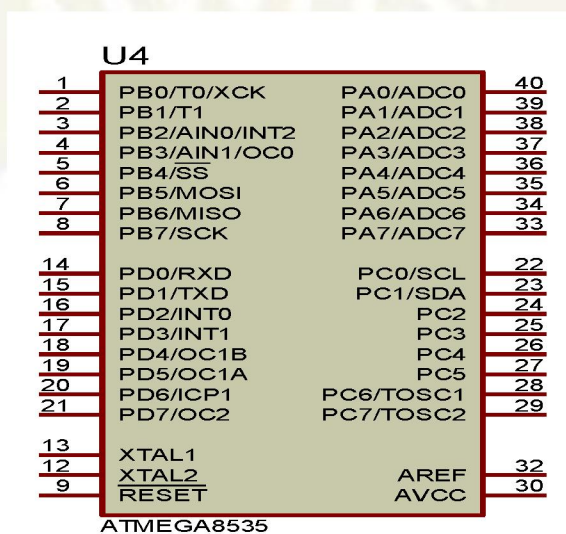 U4
1 PB0/T0/XCK PA0/ADC0 40
2 PB1/T1 PA1/ADC1 39
3 PB2/AIN0/INT2 PA2/ADC2 38
4 PB3/AIN1/OC0 PA3/ADC3 37
5 PB4/SS PA4/ADC4 36
6 PB5/MOSI PA5/ADC5 35
7 PB6/MISO PA6/ADC6 34
8 PB7/SCK PA7/ADC7 33
14 PD0/RXD PC0/SCL 22
15 PD1/TXD PC1/SDA 23
16 PD2/INT0 PC2 24
17 PD3/INT1 PC3 25
18 PD4/OC1B PC4 26
19 PD5/OC1A PC5 27
20 PD6/ICP1 PC6/TOSC1 28
21 PD7/OC2 PC7/TOSC2 29
13 XTAL1
12 XTAL2 AREF 32
9 RESET AVCC 30
ATMEGA8535